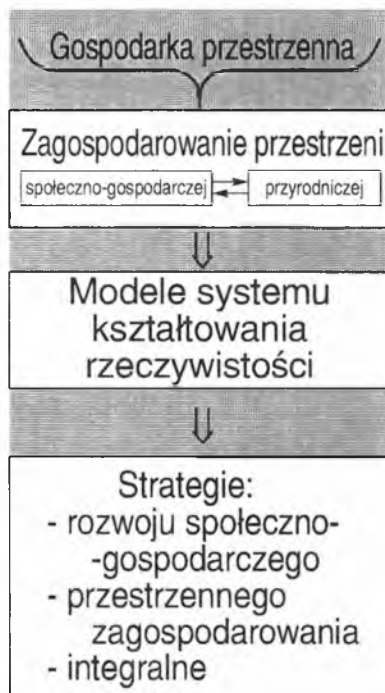 Gospodarka przestrzenna
Zagospodarowanie przestrzeni
społeczno-gospodarczej przyrodniczej
Modele systemu
kształtowania
rzeczywistości
Strategie:
- rozwoju społeczno-
-gospodarczego
- przestrzennego
zagospodarowania
- integralne